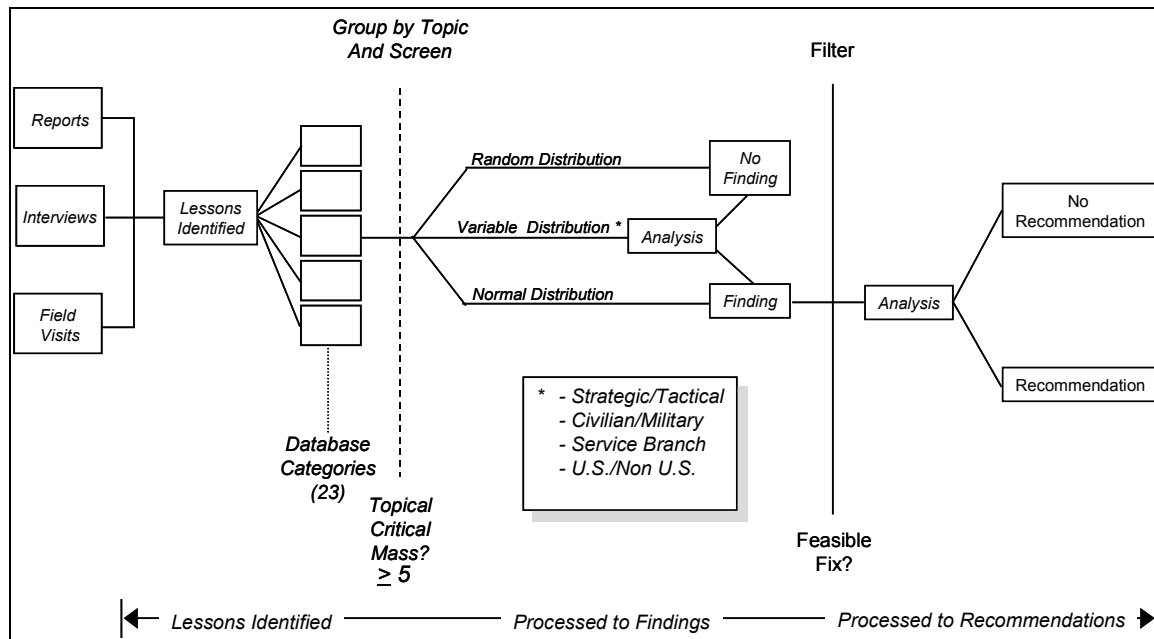 Group by Topic
And Screen
Filter
Reports
Interviews
Field
Visits
Lessons
Identified
Random Distribution
Variable Distribution *
Normal Distribution
No
Finding
Analysis
Finding
Analysis
No
Recommendation
Recommendation
* - Strategic/Tactical
- Civilian/Military
- Service Branch
- U.S./Non U.S.
Database
Categories
(23)
Topical
Critical
Mass?
≥ 5
Feasible
Fix?
Lessons Identified
Processed to Findings
Processed to Recommendations